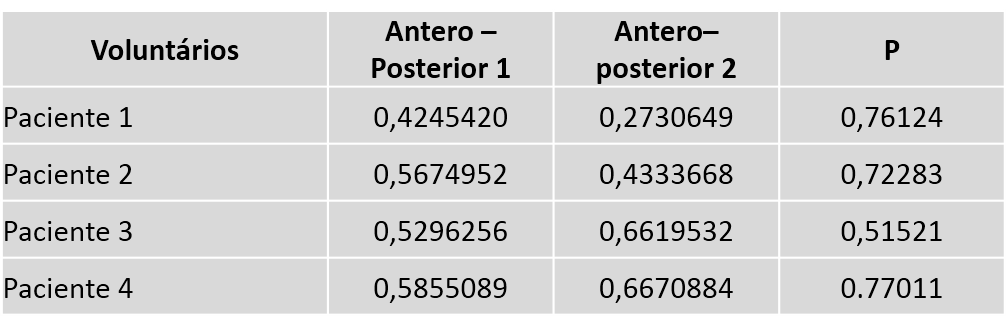 Voluntários Antero – Posterior 1 Antero– posterior 2 P
Paciente 1 0,4245420 0,2730649 0,76124
Paciente 2 0,5674952 0,4333668 0,72283
Paciente 3 0,5296256 0,6619532 0,51521
Paciente 4 0,5855089 0,6670884 0.77011